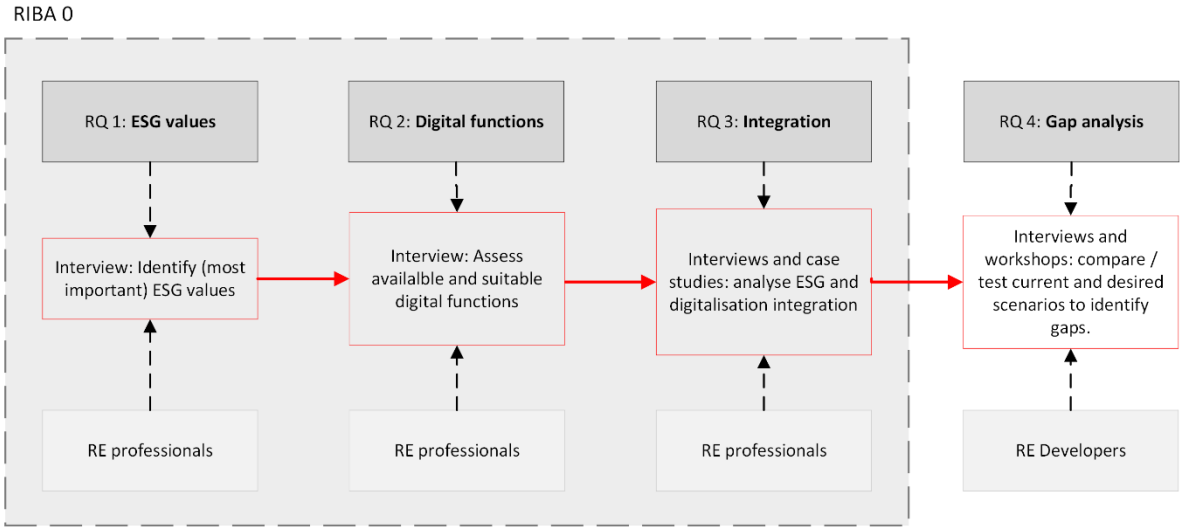 RIBA 0
RQ 1: ESG values
RQ 2: Digital functions
RQ 3: Integration
RQ 4: Gap analysis
Interview: Identify (most
important) ESG values
Interview: Assess
availalble and suitable
digital functions
Interviews and case
studies: analyse ESG and
digitalisation integration
Interviews and
workshops: compare /
test current and desired
scenarios to identify
gaps.
RE professionals
RE professionals
RE professionals
RE Developers